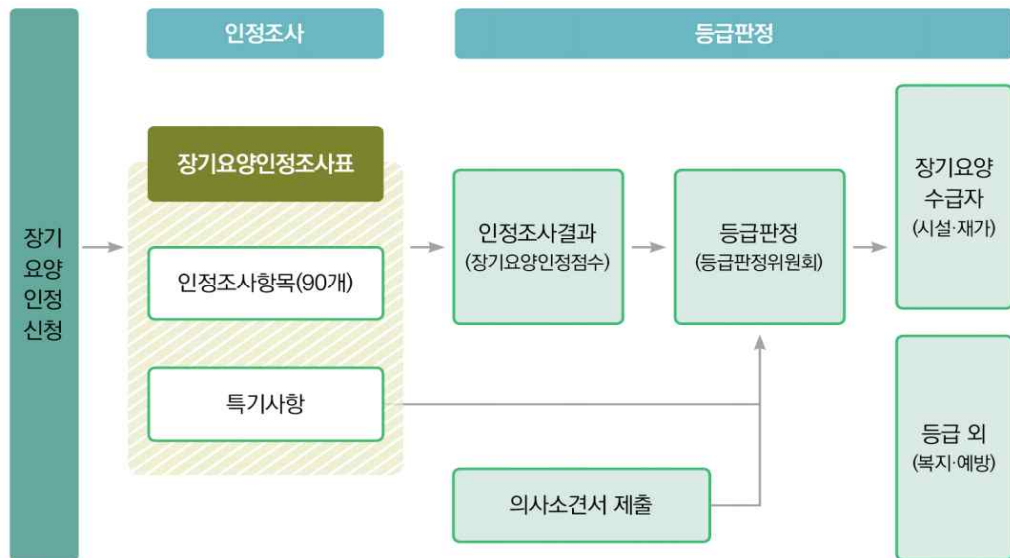 장기
요양
인정
신청
인정조사
장기요양인정조사표
인정조사항목(90개)
특기사항
등급판정
인정조사결과
(장기요양인정점수)
등급판정
(등급판정위원회)
의사소견서 제출
장기요양
수급자
(시설·재가)
등급 외
(복지·예방)